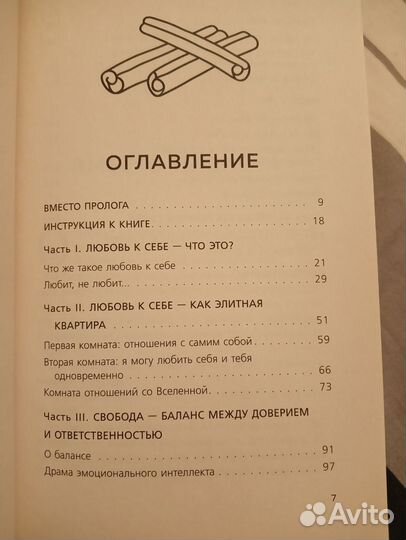 ОГЛАВЛЕНИЕ
ВМЕСТО ПРОЛОГА . . . . . . . . . . . . . . . . . . . . . . . . 9
ИНСТРУКЦИЯ К КНИГЕ . . . . . . . . . . . . . . . . . . . . 18
Часть I. ЛЮБОВЬ К СЕБЕ — ЧТО ЭТО?
Что же такое любовь к себе . . . . . . . . . . . . . . . . 21
Любит, не любит... . . . . . . . . . . . . . . . . . . . . . . . 29
Часть II. ЛЮБОВЬ К СЕБЕ — КАК ЭЛИТНАЯ
КВАРТИРА . . . . . . . . . . . . . . . . . . . . . . . . . 51
Первая комната: отношения с самим собой . . . . 59
Вторая комната: я могу любить себя и тебя
одновременно . . . . . . . . . . . . . . . . . . . . . . 66
Комната отношений со Вселенной. . . . . . . . . . . . 73
Часть III. СВОБОДА — БАЛАНС МЕЖДУ ДОВЕРИЕМ
И ОТВЕТСТВЕННОСТЬЮ
О балансе . . . . . . . . . . . . . . . . . . . . . . . . . . . . . 91
Драма эмоционального интеллекта . . . . . . . . . . 97
7
Avito